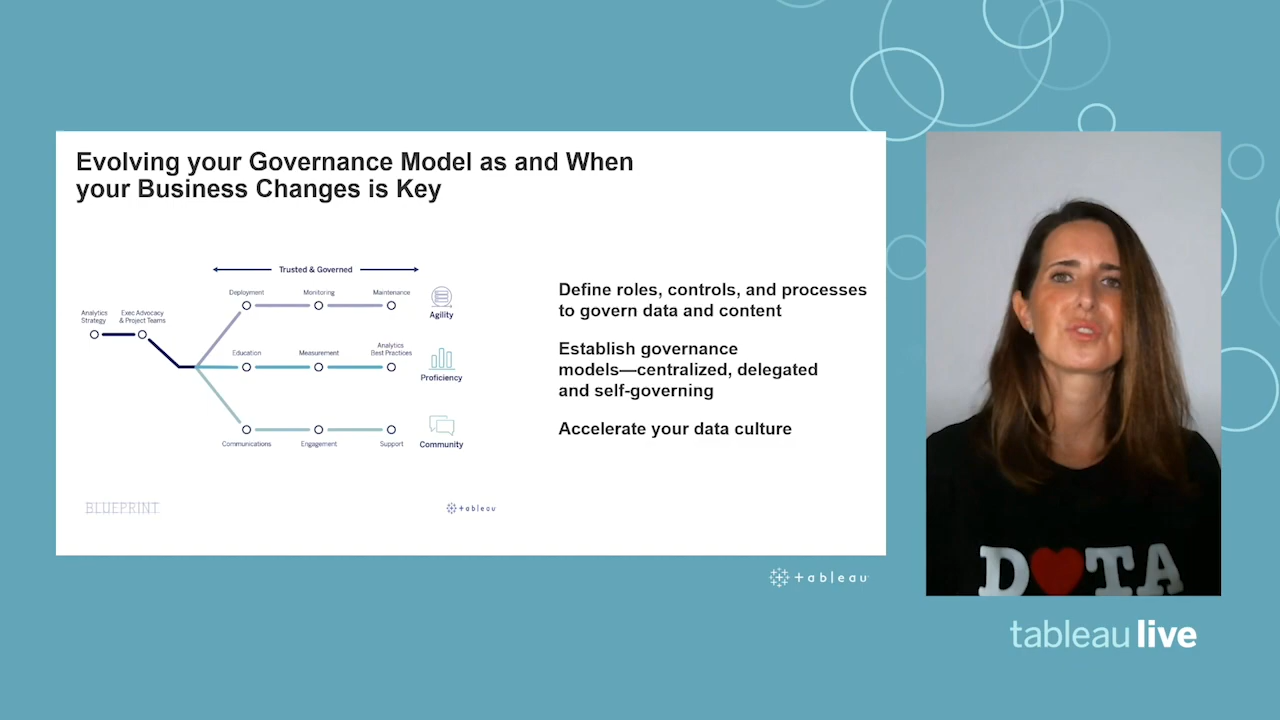 Evolving your Governance Model as and When
your Business Changes is Key
Trusted & Governed
Deployment
Monitoring
Maintenance
Agility
Analytics
Strategy
Exec Advocacy
& Project Teams
Education
Measurement
Analytics
Best Practices
Proficiency
Communications
Engagement
Support
Community
Define roles, controls, and processes
to govern data and content
Establish governance
models—centralized, delegated
and self-governing
Accelerate your data culture
BLUEPRINT
+ableau
+ableau
D♥TA
tableau live